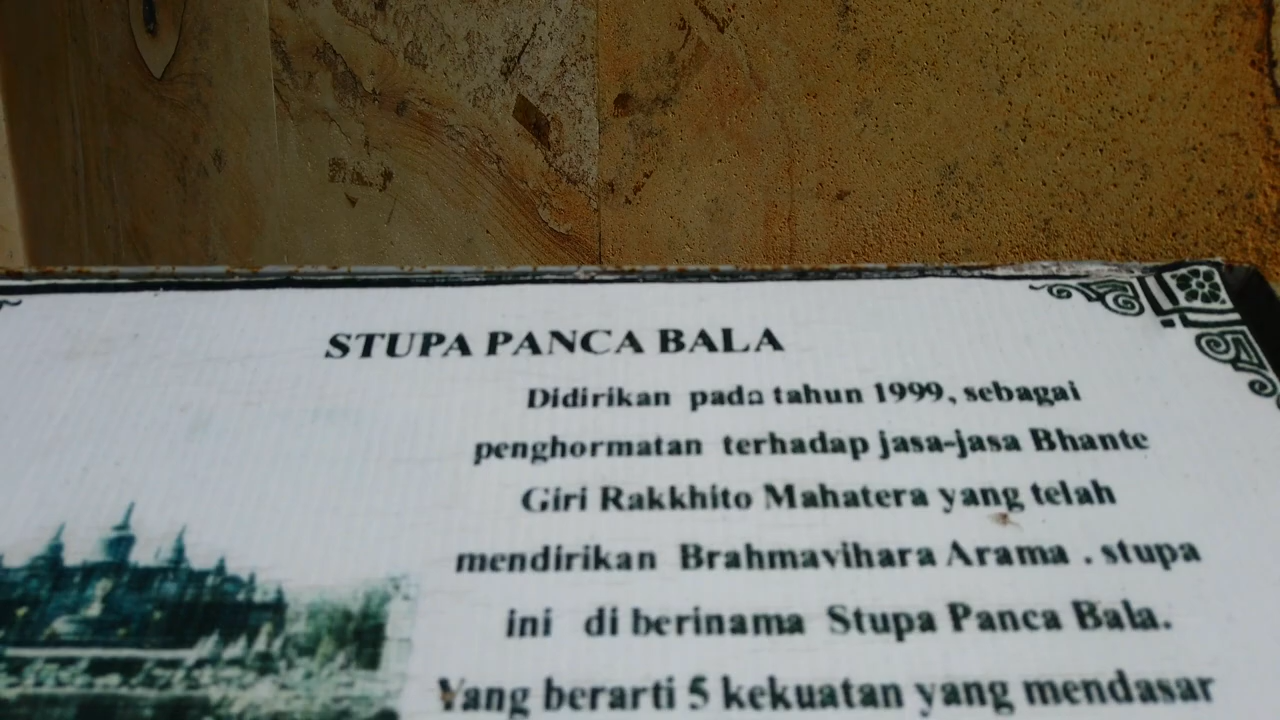 STUPA PANCA BALA
Didirikan pada tahun 1999, sebagai
penghormatan terhadap jasa-jasa Bhante
Giri Rakkhito Mahatera yang telah
mendirikan Brahmavihara Arama . stupa
ini di berinama Stupa Panca Bala.
Yang berarti 5 kekuatan yang mendasar